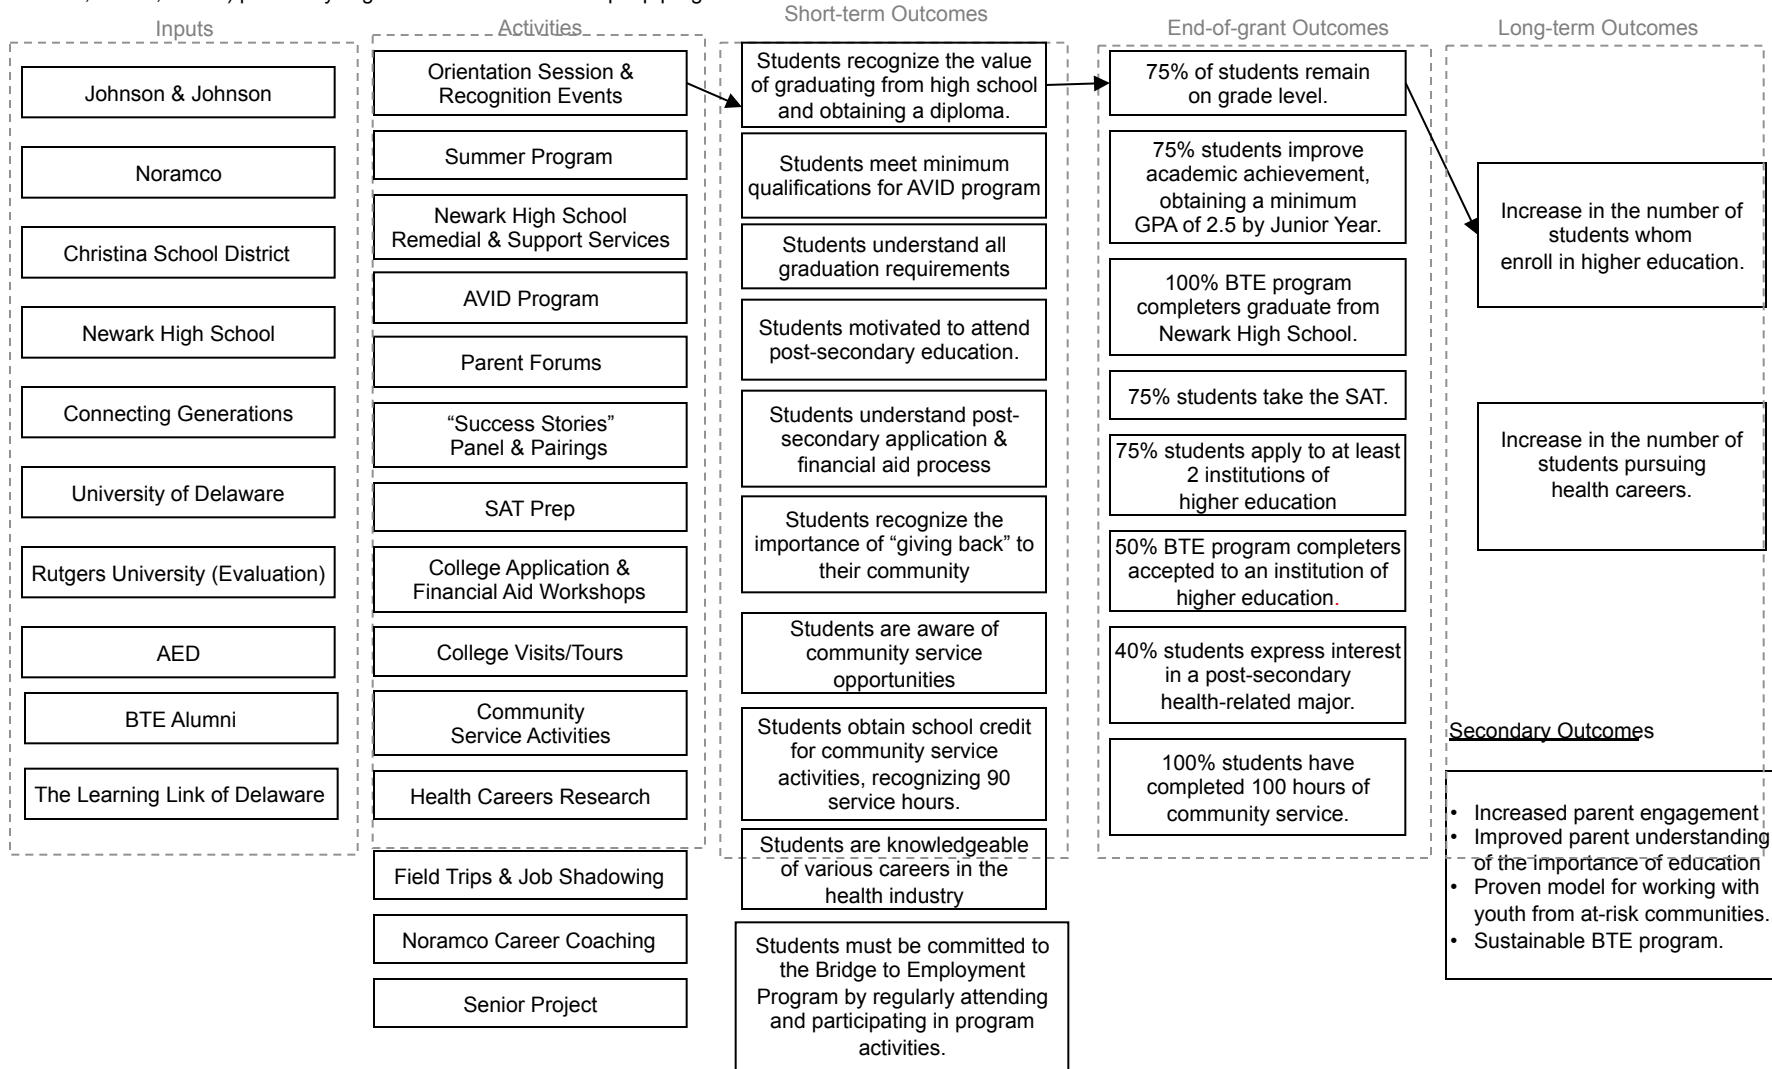 Inputs
Johnson & Johnson
Noramco
Christina School District
Newark High School
Connecting Generations
University of Delaware
Rutgers University (Evaluation)
AED
BTE Alumni
The Learning Link of Delaware
Activities
Orientation Session &
Recognition Events
Summer Program
Newark High School
Remedial & Support Services
AVID Program
Parent Forums
“Success Stories”
Panel & Pairings
SAT Prep
College Application &
Financial Aid Workshops
College Visits/Tours
Community
Service Activities
Health Careers Research
Field Trips & Job Shadowing
Noramco Career Coaching
Senior Project
Short-term Outcomes
Students recognize the value
of graduating from high school
and obtaining a diploma.
Students meet minimum
qualifications for AVID program
Students understand all
graduation requirements
Students motivated to attend
post-secondary education.
Students understand post-
secondary application &
financial aid process
Students recognize the
importance of “giving back” to
their community
Students are aware of
community service
opportunities
Students obtain school credit
for community service
activities, recognizing 90
service hours.
Students are knowledgeable
of various careers in the
health industry
Students must be committed to
the Bridge to Employment
Program by regularly attending
and participating in program
activities.
End-of-grant Outcomes
75% of students remain
on grade level.
75% students improve
academic achievement,
obtaining a minimum
GPA of 2.5 by Junior Year.
100% BTE program
completers graduate from
Newark High School.
75% students take the SAT.
75% students apply to at least
2 institutions of
higher education
50% BTE program completers
accepted to an institution of
higher education.
40% students express interest
in a post-secondary
health-related major.
100% students have
completed 100 hours of
community service.
Long-term Outcomes
Increase in the number of
students whom
enroll in higher education.
Increase in the number of
students pursuing
health careers.
Secondary Outcomes
• Increased parent engagement
• Improved parent understanding
of the importance of education
• Proven model for working with
youth from at-risk communities.
• Sustainable BTE program.